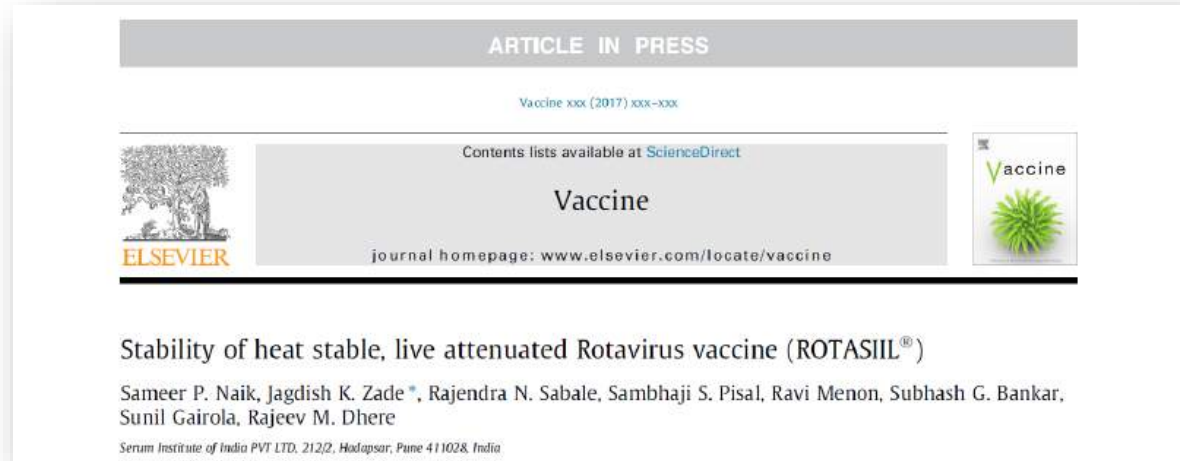 ARTICLE IN PRESS
Vaccine xxx (2017) xxx–xxx
Contents lists available at ScienceDirect
Vaccine
journal homepage: www.elsevier.com/locate/vaccine
ELSEVIER
Vaccine
Stability of heat stable, live attenuated Rotavirus vaccine (ROTASIIL®)
Sameer P. Naik, Jagdish K. Zade *, Rajendra N. Sabale, Sambhaji S. Pisal, Ravi Menon, Subhash G. Bankar,
Sunil Gairola, Rajeev M. Dhere
Serum Institute of India PVT LTD, 212/2, Hadapsar, Pune 411028, India